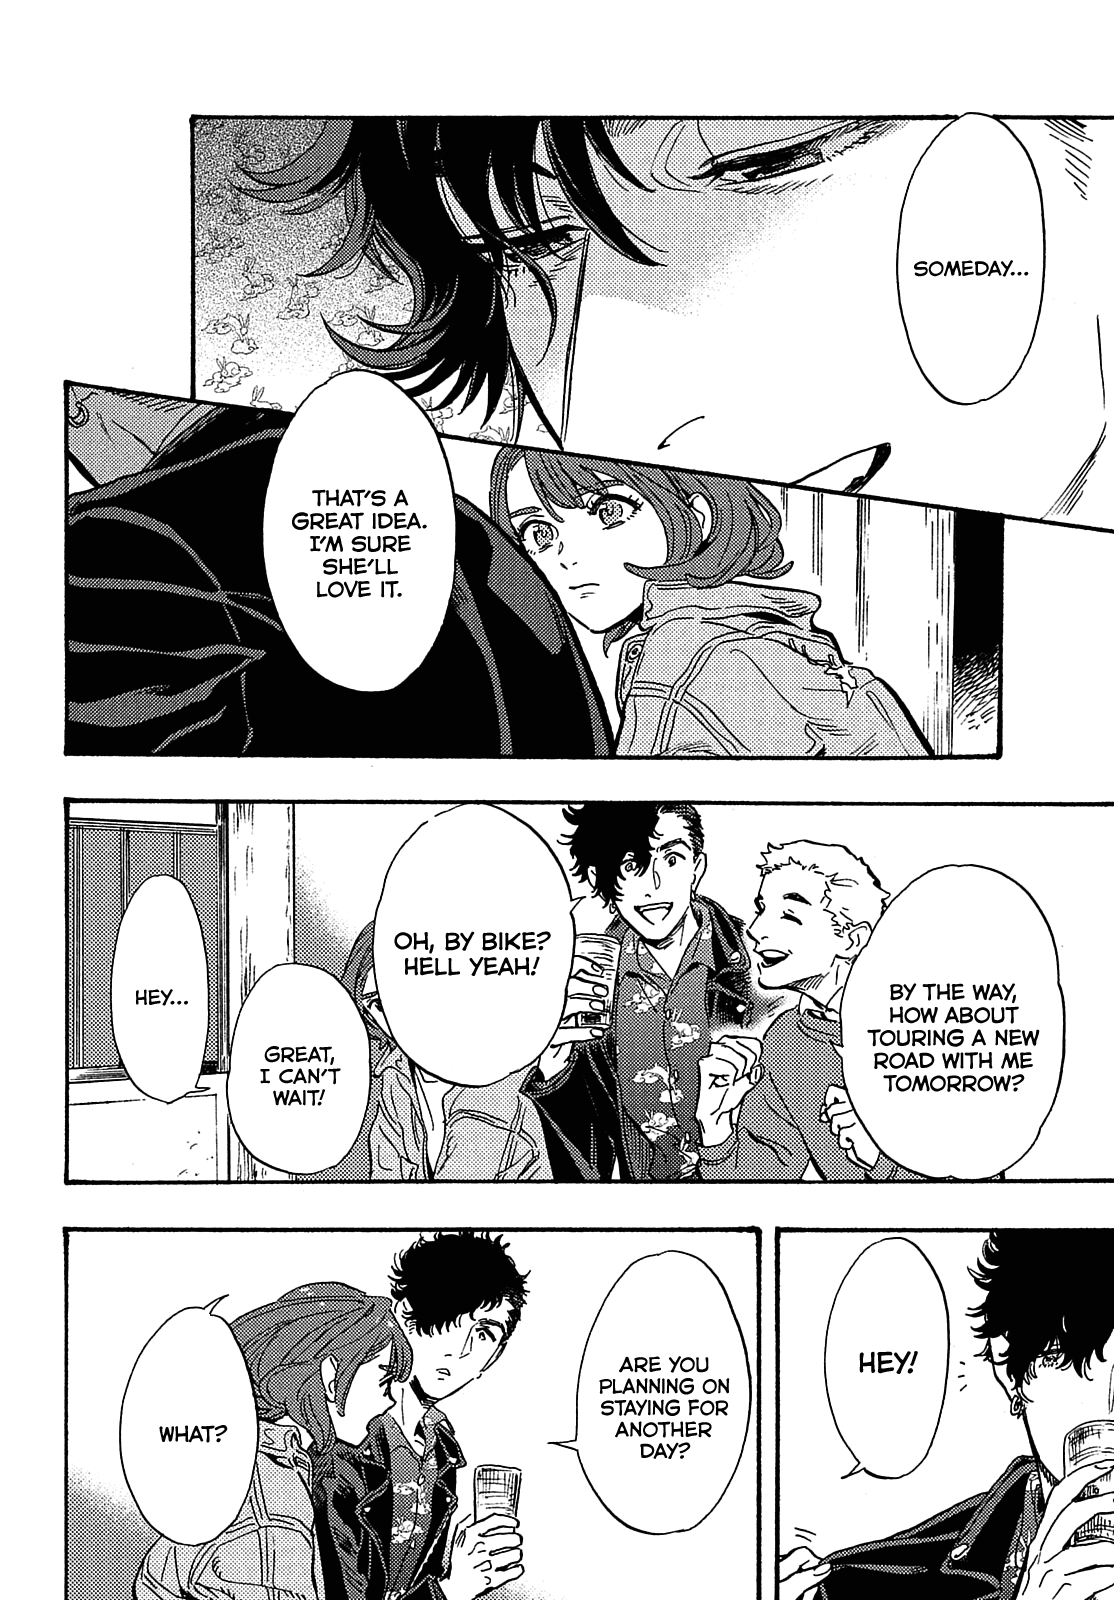 SOMEDAY...
THAT'S A
GREAT IDEA.
I'M SURE
SHE'LL
LOVE IT.
BY THE WAY,
HOW ABOUT
TOURING A NEW
ROAD WITH ME
TOMORROW?
OH, BY BIKE?
HELL YEAH!
GREAT,
I CAN'T
WAIT!
HEY...
HEY!
ARE YOU
PLANNING ON
STAYING FOR
ANOTHER
DAY?
WHAT?